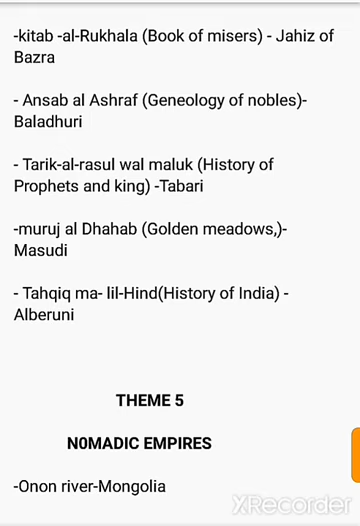 -kitab -al-Rukhala (Book of misers) - Jahiz of
Bazra
- Ansab al Ashraf (Geneology of nobles)-
Baladhuri
- Tarik-al-rasul wal maluk (History of
Prophets and king) -Tabari
-muruj al Dhahab (Golden meadows,)-
Masudi
- Tahqiq ma- lil-Hind(History of India) -
Alberuni
THEME 5
N0MADIC EMPIRES
-Onon river-Mongolia
XRecorder